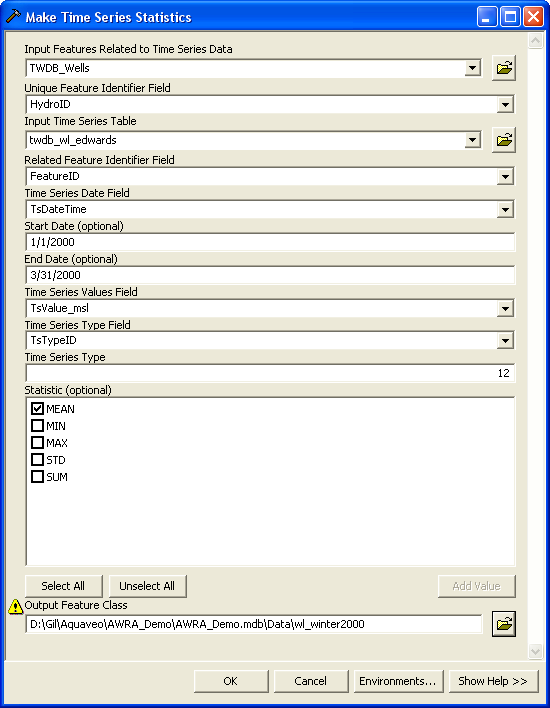 Make Time Series Statistics
Input Features Related to Time Series Data
TWDB_Wells
Unique Feature Identifier Field
HydroID
Input Time Series Table
twdb_wl_edwards
Related Feature Identifier Field
FeatureID
Time Series Date Field
TsDateTime
Start Date (optional)
1/1/2000
End Date (optional)
3/31/2000
Time Series Values Field
TsValue_msl
Time Series Type Field
TsTypeID
Time Series Type
12
Statistic (optional)
MEAN
MIN
MAX
STD
SUM
Select All Unselect All Add Value
Output Feature Class
D:\Gil\Aquaveo\AWRA_Demo\AWRA_Demo.mdb\Data\wl_winter2000
OK Cancel Environments... Show Help >>